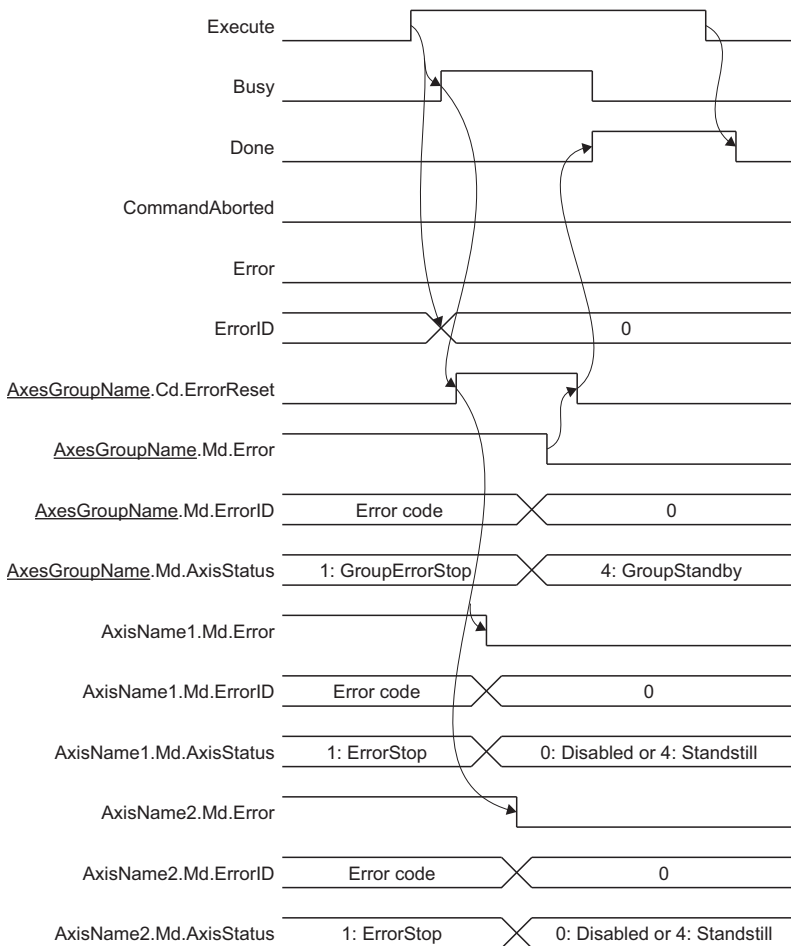 Execute
Busy
Done
CommandAborted
Error
ErrorID 0
AxesGroupName.Cd.ErrorReset
AxesGroupName.Md.Error
AxesGroupName.Md.ErrorID Error code 0
AxesGroupName.Md.AxisStatus 1: GroupErrorStop 4: GroupStandby
AxisName1.Md.Error
AxisName1.Md.ErrorID Error code 0
AxisName1.Md.AxisStatus 1: ErrorStop 0: Disabled or 4: Standstill
AxisName2.Md.Error
AxisName2.Md.ErrorID Error code 0
AxisName2.Md.AxisStatus 1: ErrorStop 0: Disabled or 4: Standstill